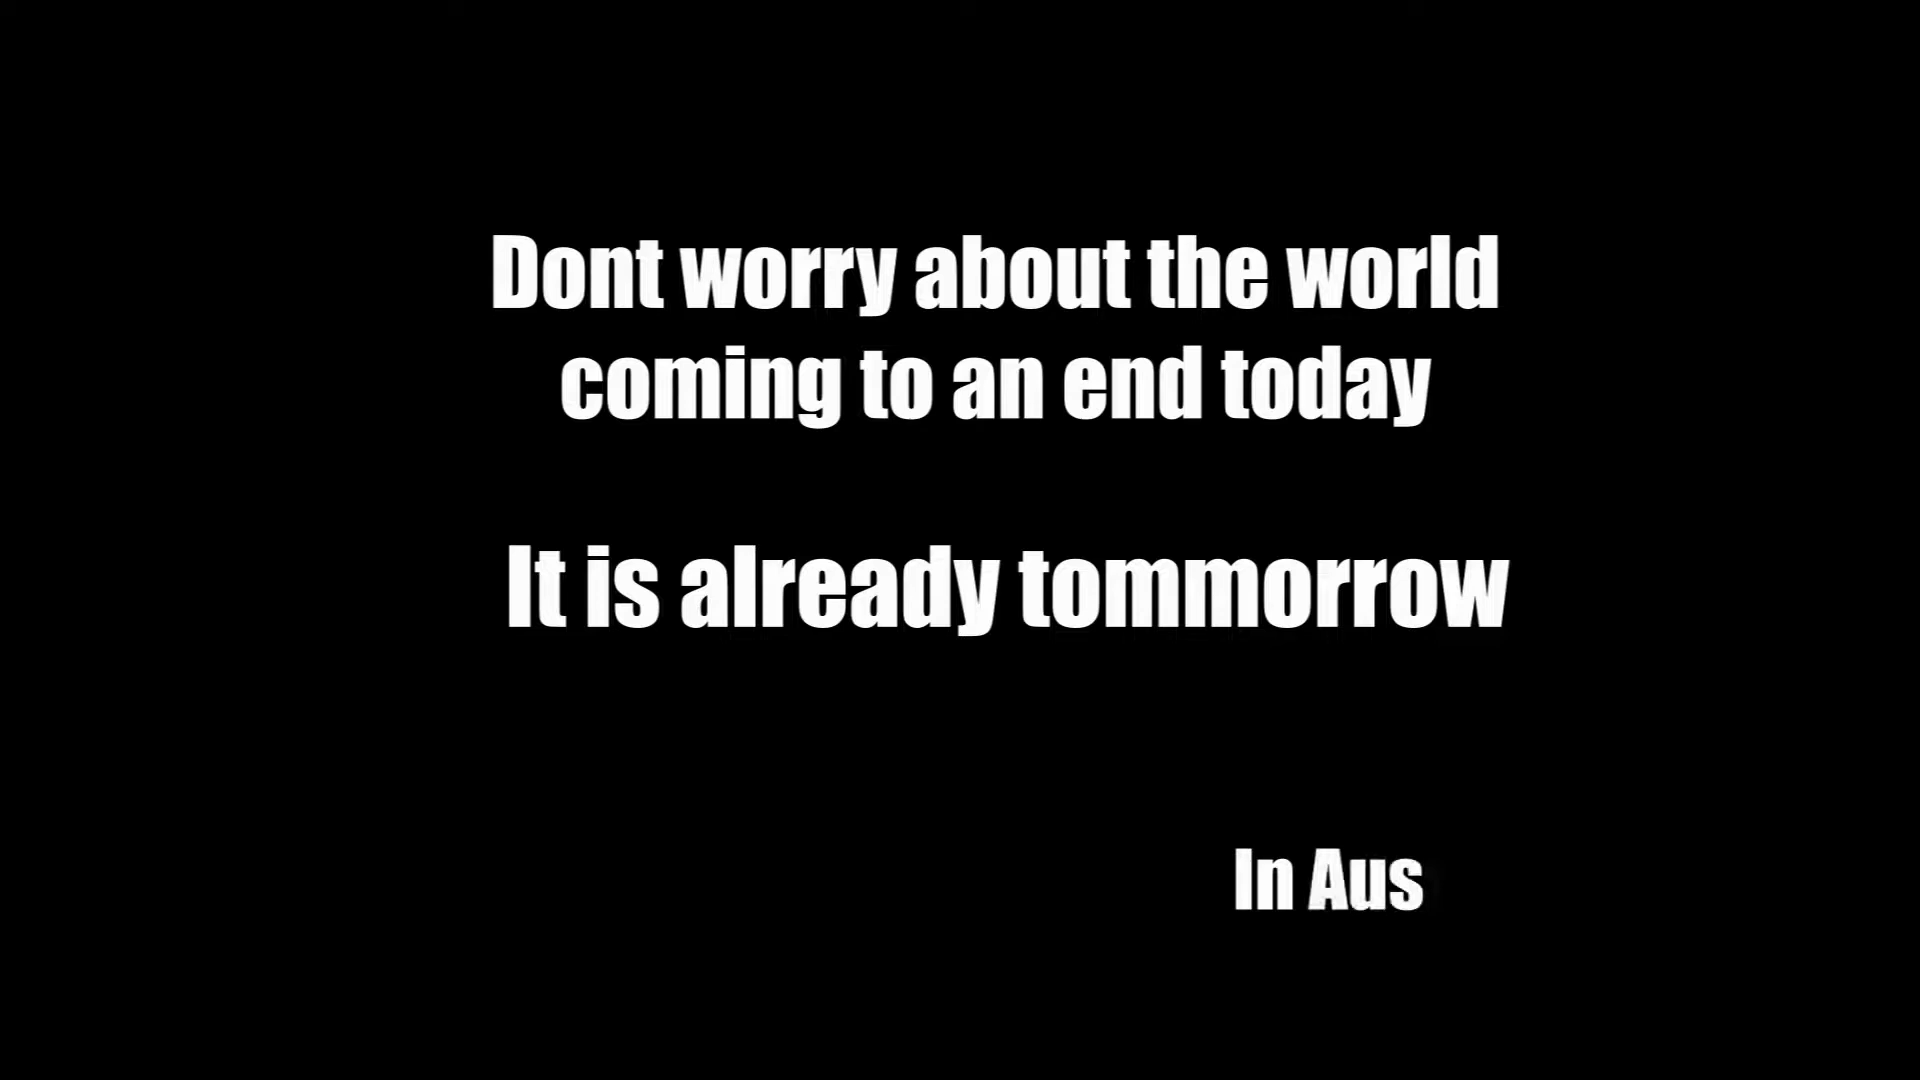 Dont worry about the world
coming to an end today
It is already tommorrow
In Aus